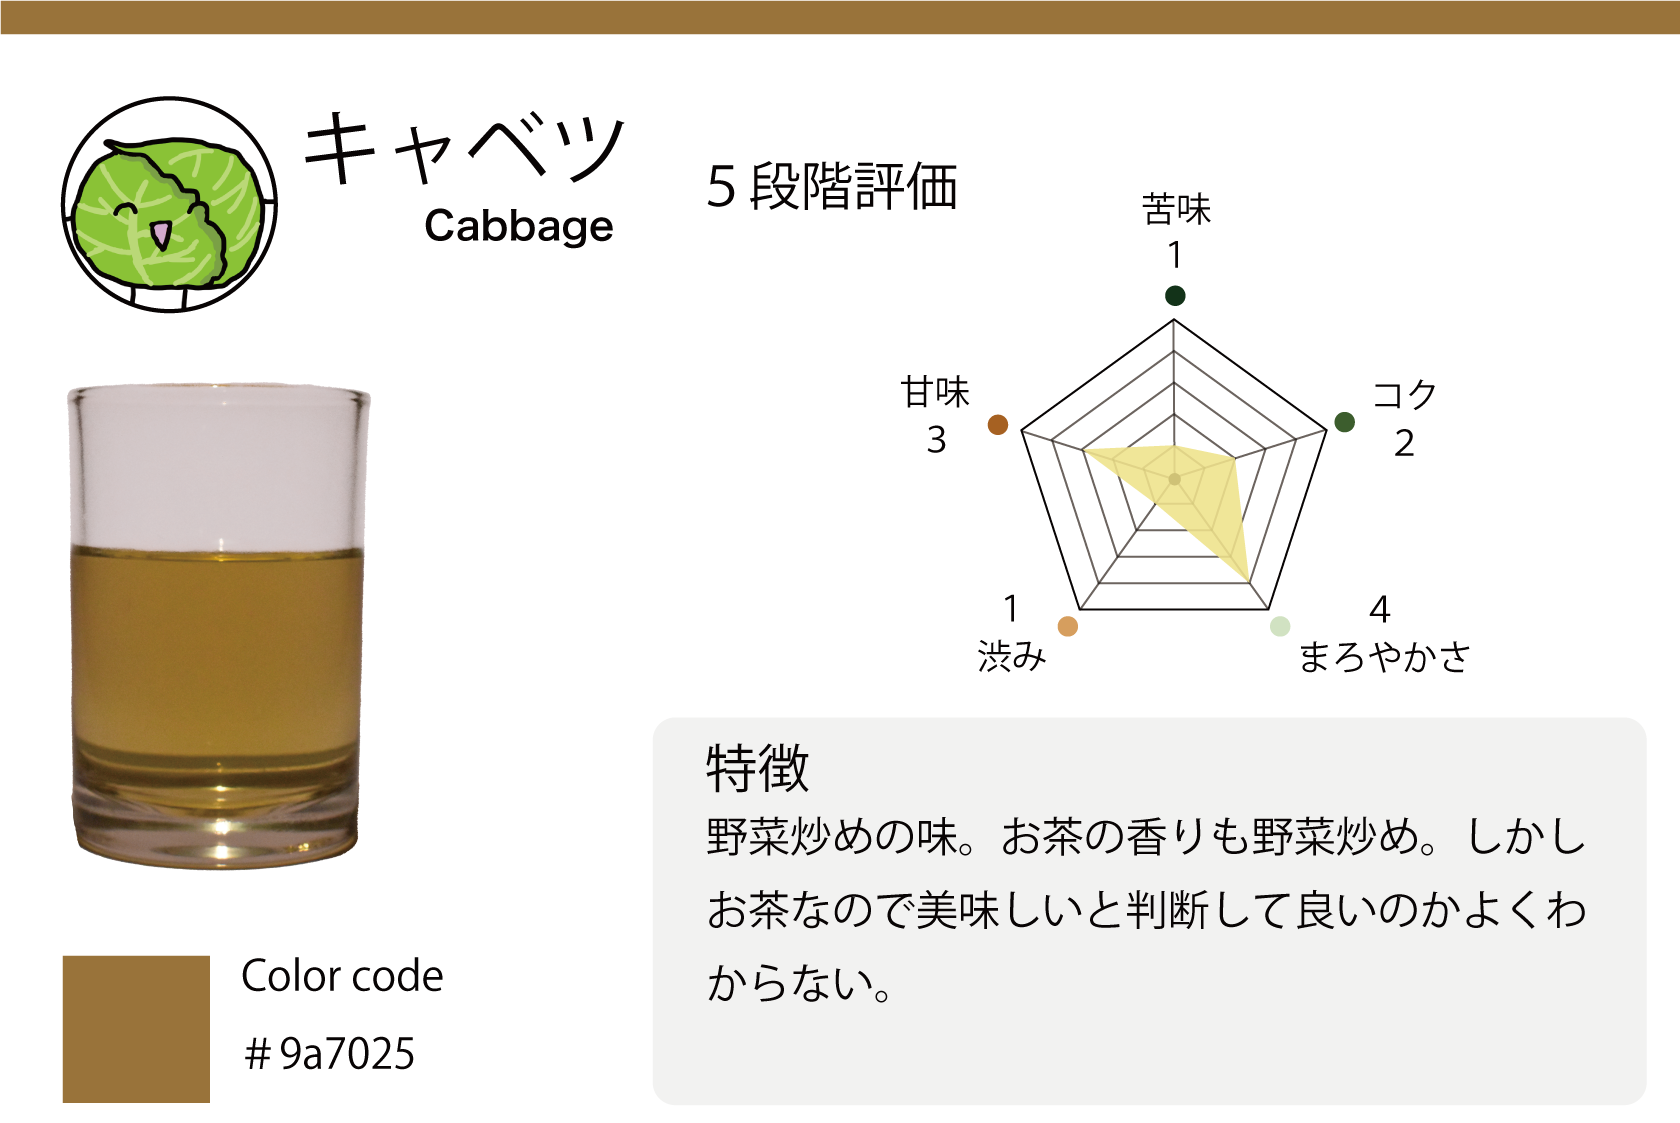 キャベツ
Cabbage
5 段階評価
苦味
1
コク
2
甘味
3
1
渋み
4
まろやかさ
特徴
野菜炒めの味。お茶の香りも野菜炒め。しかし
お茶なので美味しいと判断して良いのかよくわ
からない。
Color code
# 9a7025